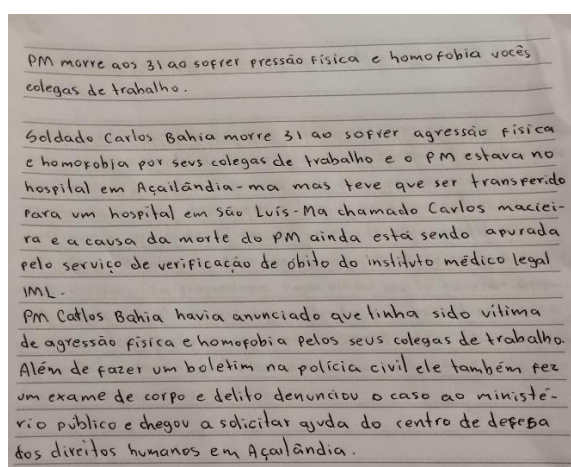 PM morre aos 31 ao sofrer pressão física e homofobia vocês
colegas de trabalho.
Soldado Carlos Bahia morre 31 ao sofrer agressão física
e homofobia por seus colegas de trabalho e o PM estava no
hospital em Açailândia-ma mas teve que ser transferido
para um hospital em São Luís-Ma chamado Carlos maciei-
ra e a causa da morte do PM ainda está sendo apurada
pelo serviço de verificação de óbito do instituto médico legal
IML.
PM Carlos Bahia havia anunciado que tinha sido vítima
de agressão física e homofobia pelos seus colegas de trabalho.
Além de fazer um boletim na polícia civil ele também fez
um exame de corpo e delito denunciou o caso ao ministé-
rio público e chegou a solicitar ajuda do centro de defesa
dos direitos humanos em Açailândia.